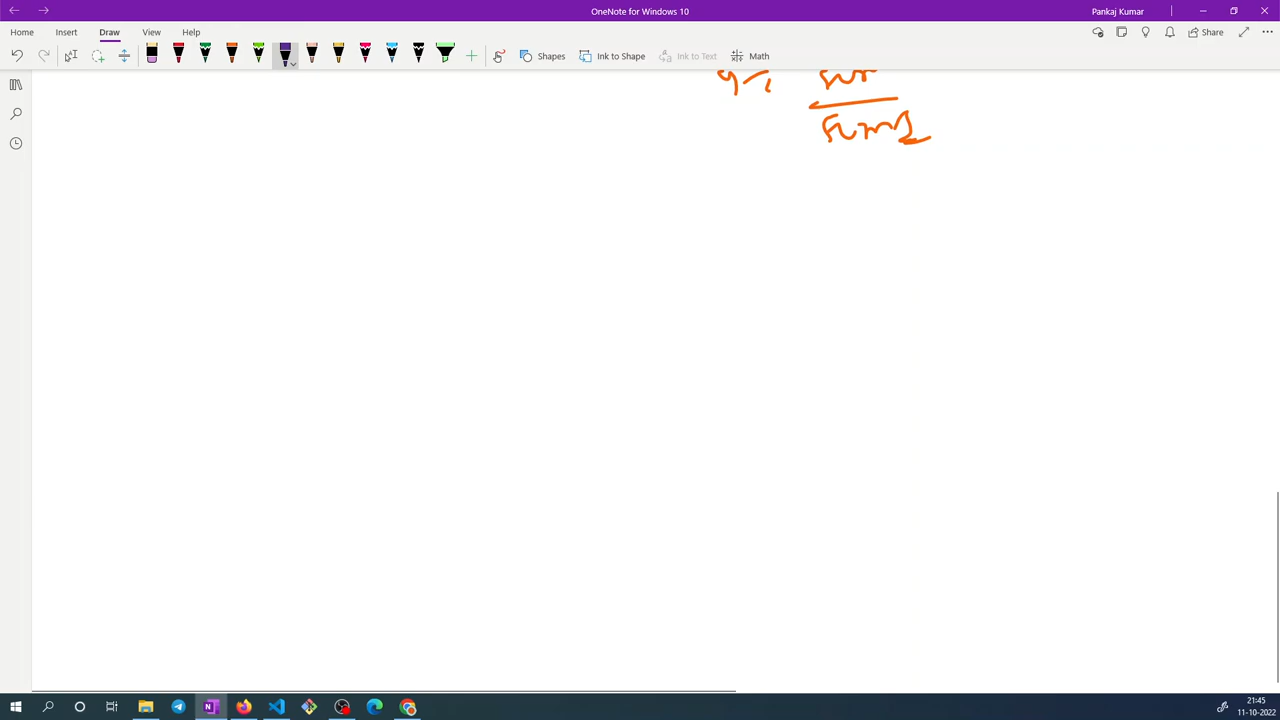 OneNote for Windows 10
Pankaj Kumar
Home Insert Draw View Help
Share
Shapes Ink to Shape Ink to Text Math
21:45
11-10-2022